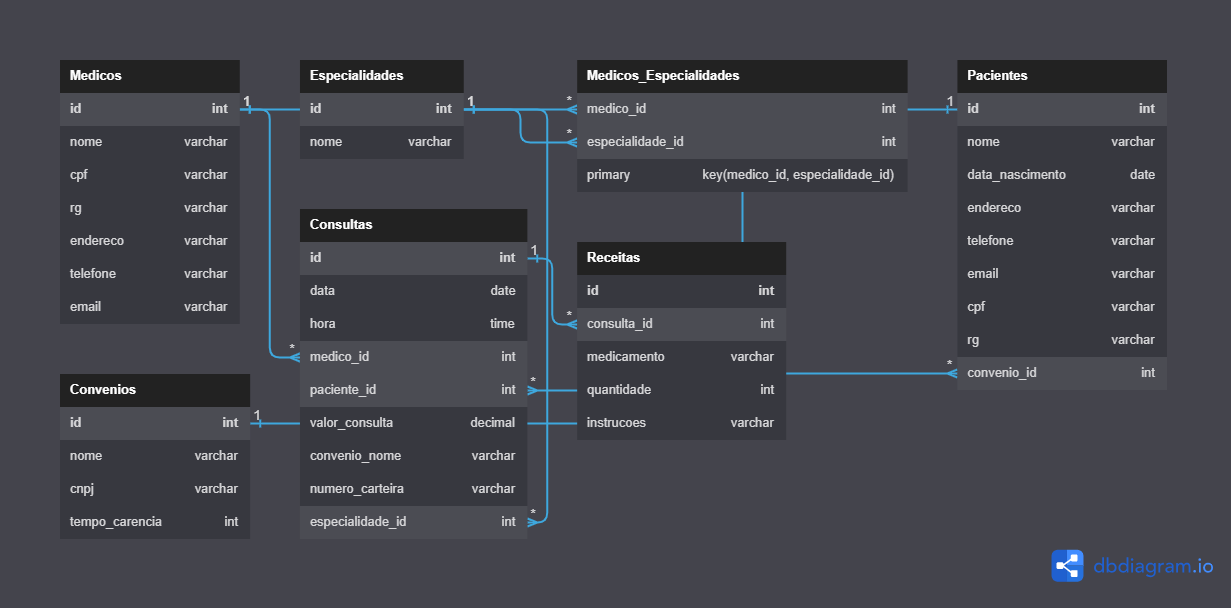 Medicos
id int
nome varchar
cpf varchar
rg varchar
endereco varchar
telefone varchar
email varchar
Especialidades
id int
nome varchar
Medicos_Especialidades
medico_id int
especialidade_id int
primary key(medico_id, especialidade_id)
Pacientes
id int
nome varchar
data_nascimento date
endereco varchar
telefone varchar
email varchar
cpf varchar
rg varchar
convenio_id int
Consultas
id int
data date
hora time
medico_id int
paciente_id int
valor_consulta decimal
convenio_nome varchar
numero_carteira varchar
especialidade_id int
Receitas
id int
consulta_id int
medicamento varchar
quantidade int
instrucoes varchar
Convenios
id int
nome varchar
cnpj varchar
tempo_carencia int
1
1
*
*
1
1
*
*
*
*
1
*
dbdiagram.io